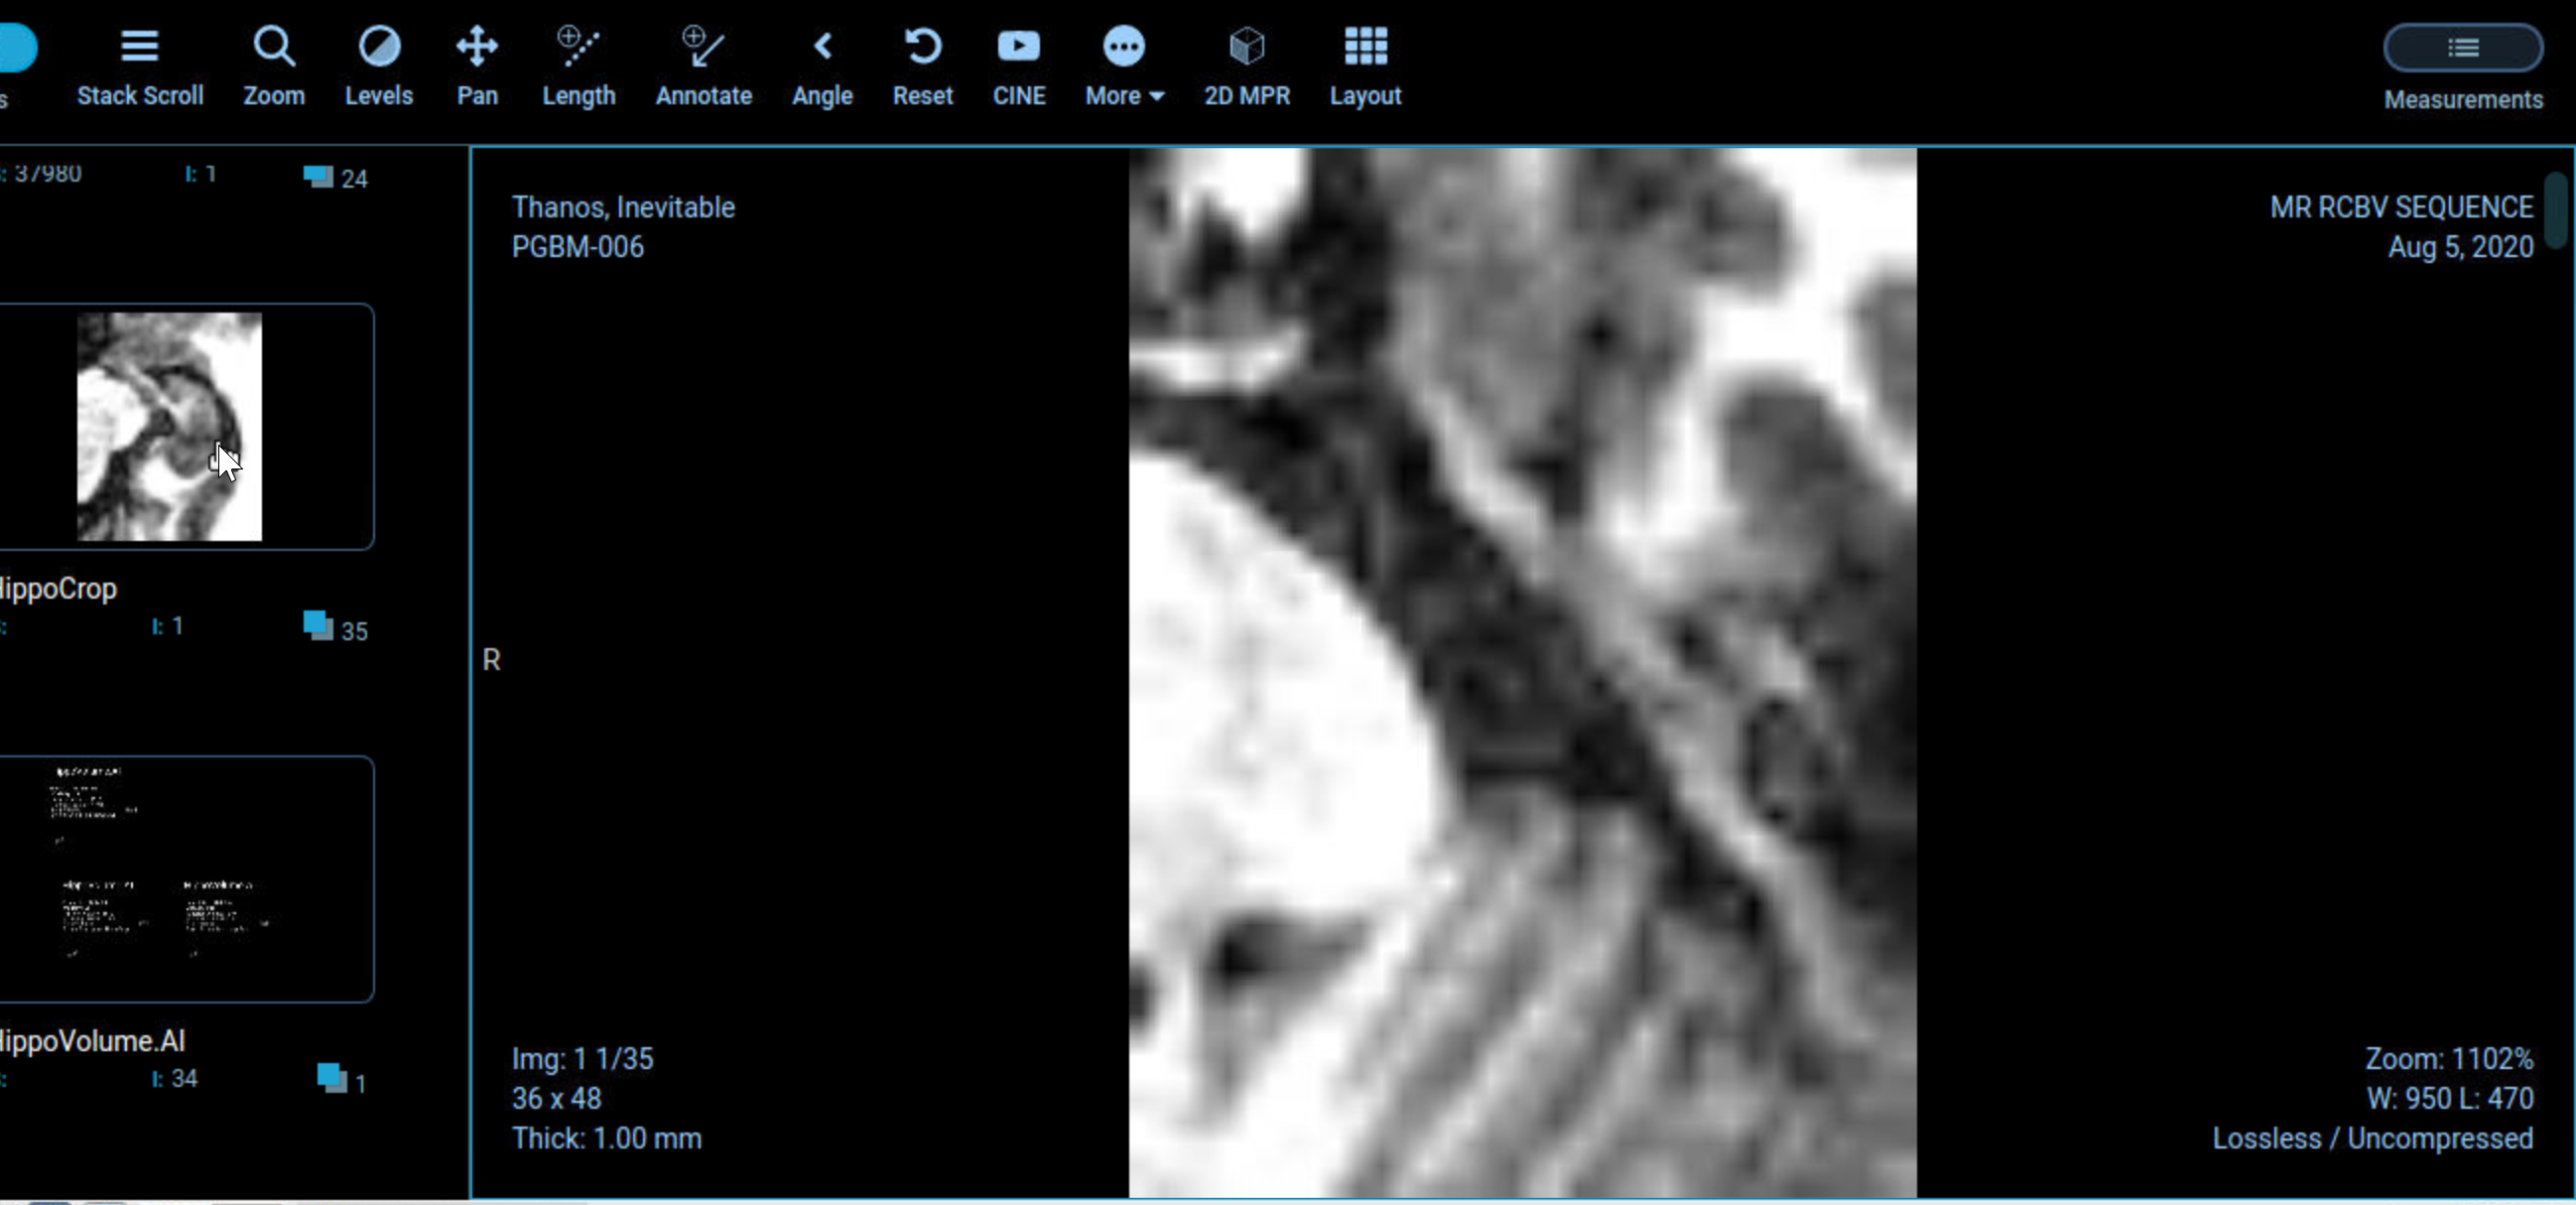 s
Stack Scroll
Zoom
Levels
Pan
Length
Annotate
Angle
Reset
CINE
More
2D MPR
Layout
Measurements
: 37980 I: 1 24
Thanos, Inevitable
PGBM-006
MR RCBV SEQUENCE
Aug 5, 2020
HippoCrop
: I: 1 35
R
HippoVolume.AI
: I: 34 1
Img: 1 1/35
36 x 48
Thick: 1.00 mm
Zoom: 1102%
W: 950 L: 470
Lossless / Uncompressed